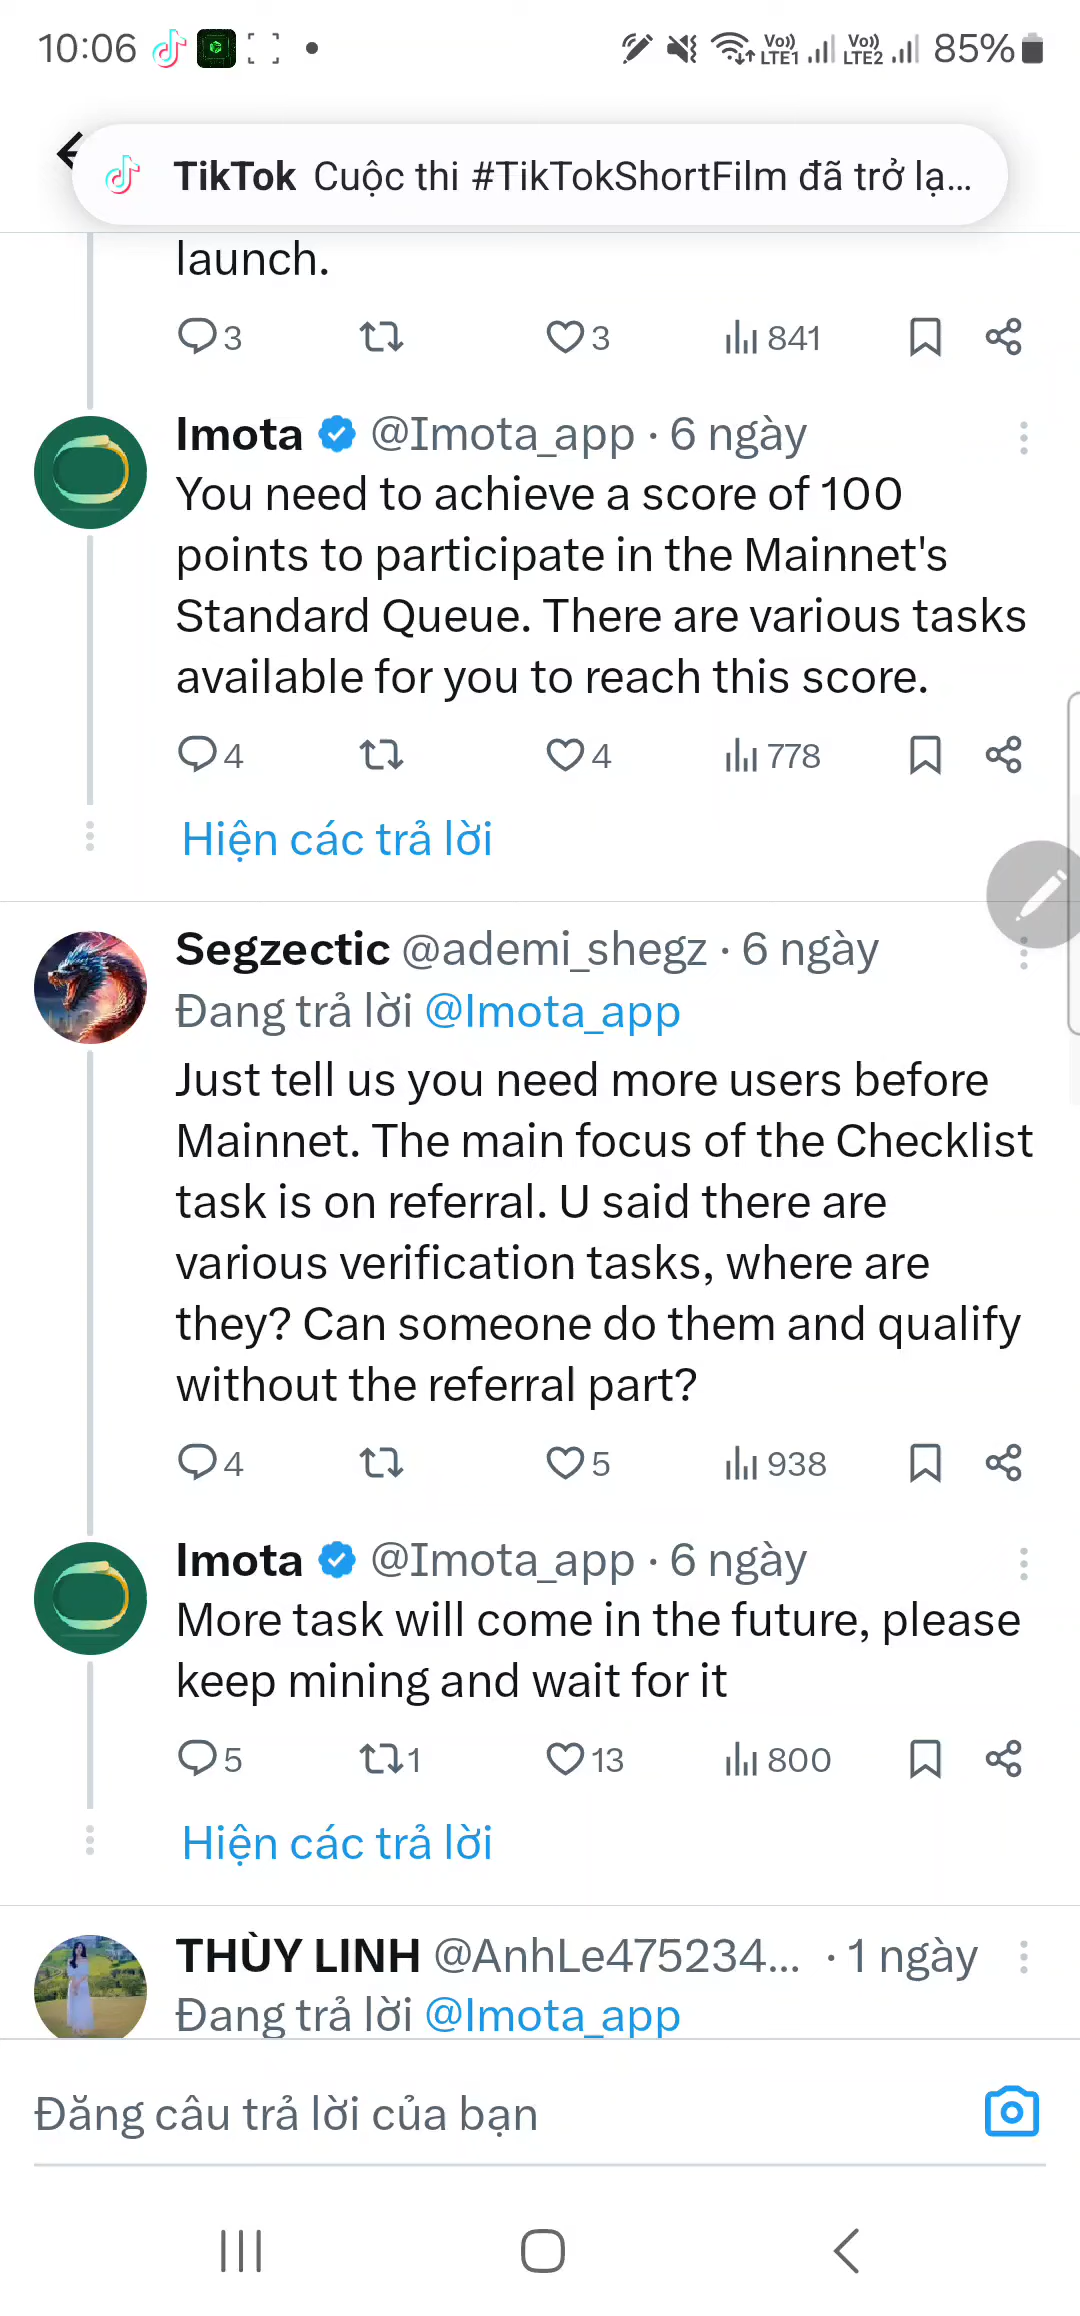 10:06 Vo)) LTE1 Vo)) LTE2 85%
TikTok Cuộc thi #TikTokShortFilm đã trở lạ...
launch.
3 3 841
Imota @Imota_app · 6 ngày
You need to achieve a score of 100
points to participate in the Mainnet's
Standard Queue. There are various tasks
available for you to reach this score.
4 4 778
Hiện các trả lời
Segzectic @ademi_shegz · 6 ngày
Đang trả lời @Imota_app
Just tell us you need more users before
Mainnet. The main focus of the Checklist
task is on referral. U said there are
various verification tasks, where are
they? Can someone do them and qualify
without the referral part?
4 5 938
Imota @Imota_app · 6 ngày
More task will come in the future, please
keep mining and wait for it
5 1 13 800
Hiện các trả lời
THÙY LINH @AnhLe475234... · 1 ngày
Đang trả lời @Imota_app
Đăng câu trả lời của bạn